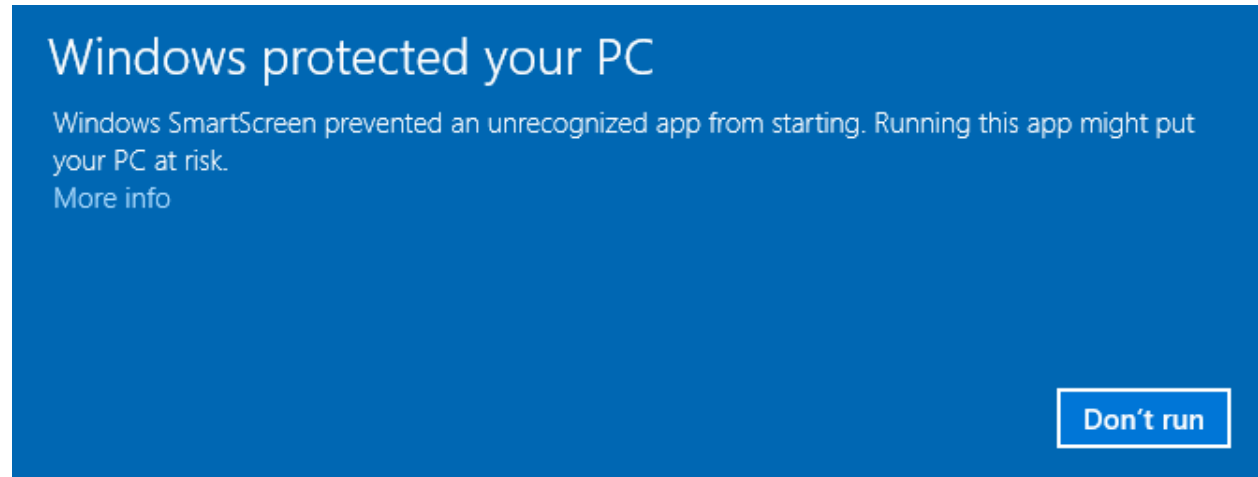 Windows protected your PC
Windows SmartScreen prevented an unrecognized app from starting. Running this app might put
your PC at risk.
More info
Don't run